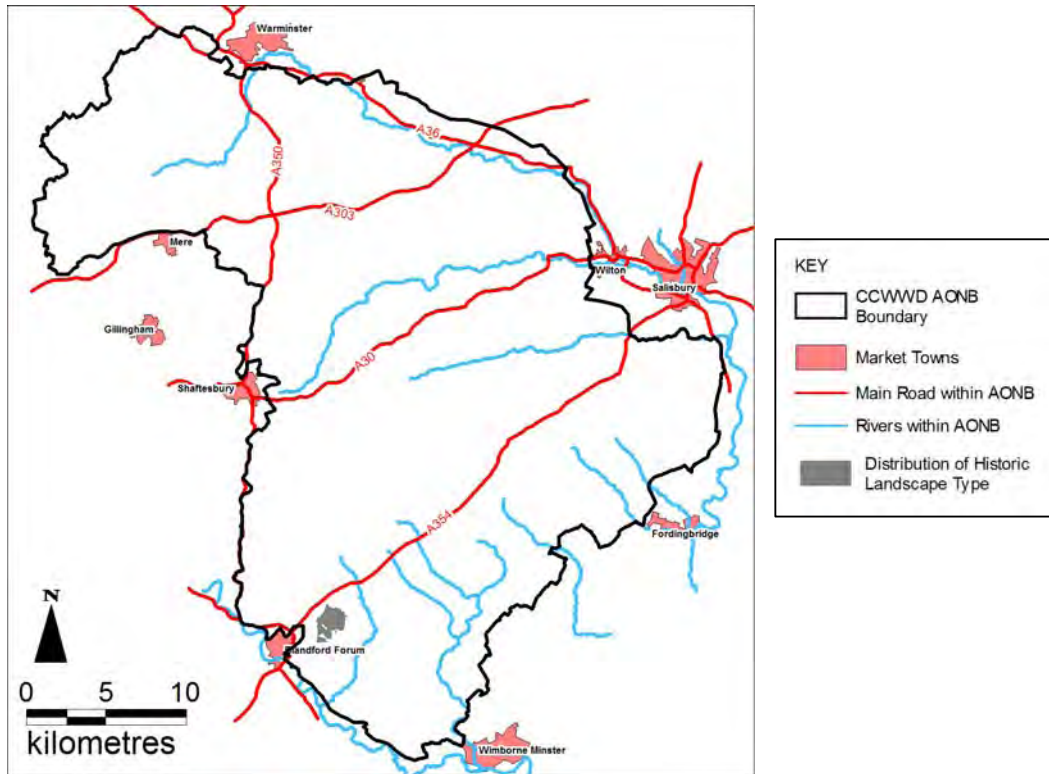 Warminster
A36
A350
A303
Mere
Wilton
Salisbury
Gillingham
A30
Shaftesbury
A354
Fordingbridge
N
Blandford Forum
0 5 10
kilometres
Wimborne Minster
KEY
CCWWD AONB
Boundary
Market Towns
Main Road within AONB
Rivers within AONB
Distribution of Historic
Landscape Type